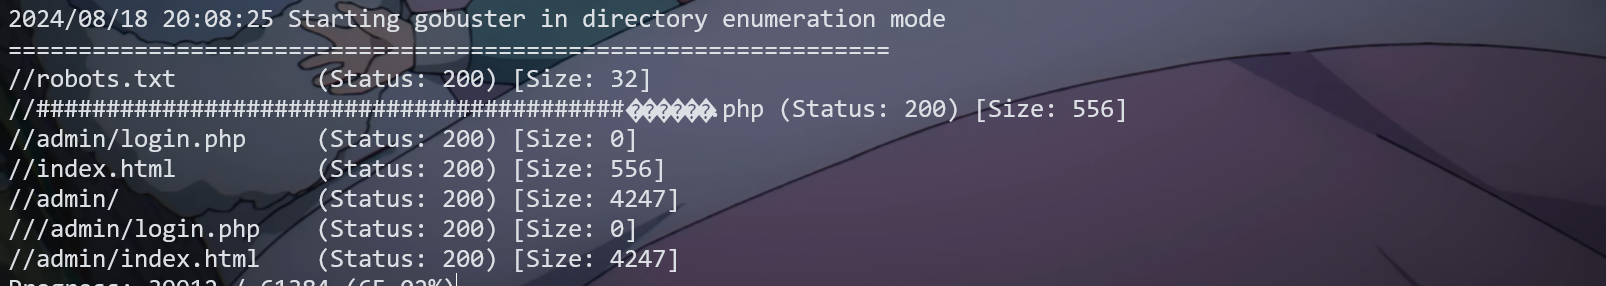 2024/08/18 20:08:25 Starting gobuster in directory enumeration mode
===============================================================
//robots.txt          (Status: 200) [Size: 32]
//##########################################������.php (Status: 200) [Size: 556]
//admin/login.php     (Status: 200) [Size: 0]
//index.html          (Status: 200) [Size: 556]
//admin/              (Status: 200) [Size: 4247]
///admin/login.php    (Status: 200) [Size: 0]
//admin/index.html    (Status: 200) [Size: 4247]